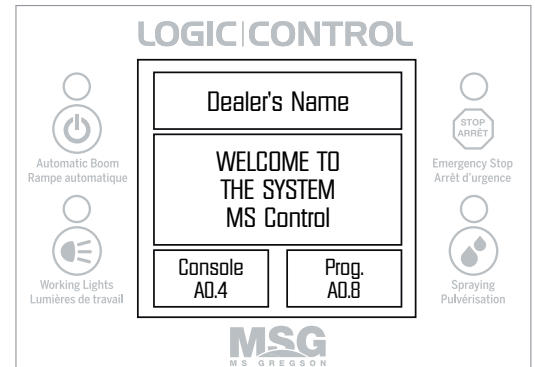 LOGIC|CONTROL
Dealer's Name
WELCOME TO
THE SYSTEM
MS Control
Console
A0.4
Prog.
A0.8
Automatic Boom
Rampe automatique
Working Lights
Lumières de travail
STOP
ARRÊT
Emergency Stop
Arrêt d'urgence
Spraying
Pulvérisation
MSG
MS GREGSON